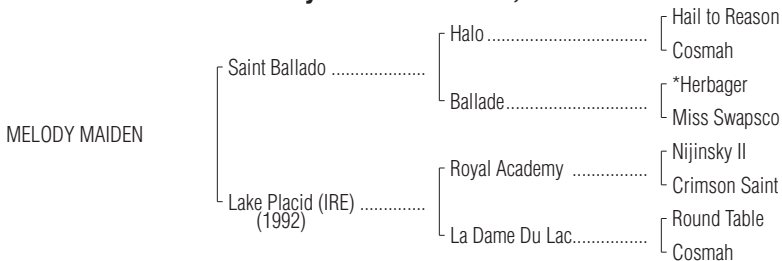 Hail to Reason
Halo ..................................
Cosmah
Saint Ballado .....................
*Herbager
Ballade..............................
Miss Swapsco
MELODY MAIDEN
Nijinsky II
Royal Academy ................
Crimson Saint
Lake Placid (IRE) ..............
(1992)
Round Table
La Dame Du Lac................
Cosmah